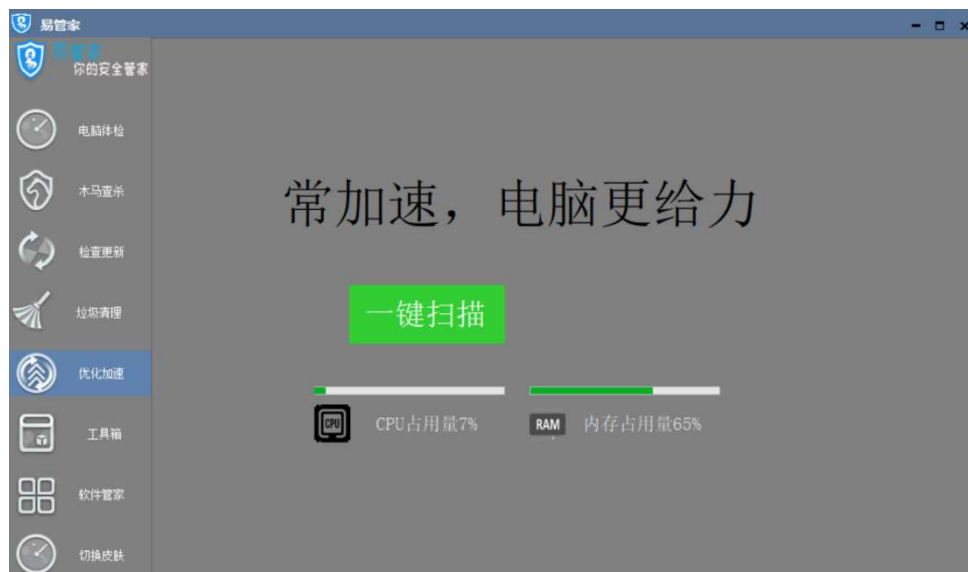 易管家
你的安全管家
电脑体检
木马查杀
检查更新
垃圾清理
优化加速
工具箱
软件管家
切换皮肤
常加速，电脑更给力
一键扫描
CPU
CPU占用量7%
RAM
内存占用量65%